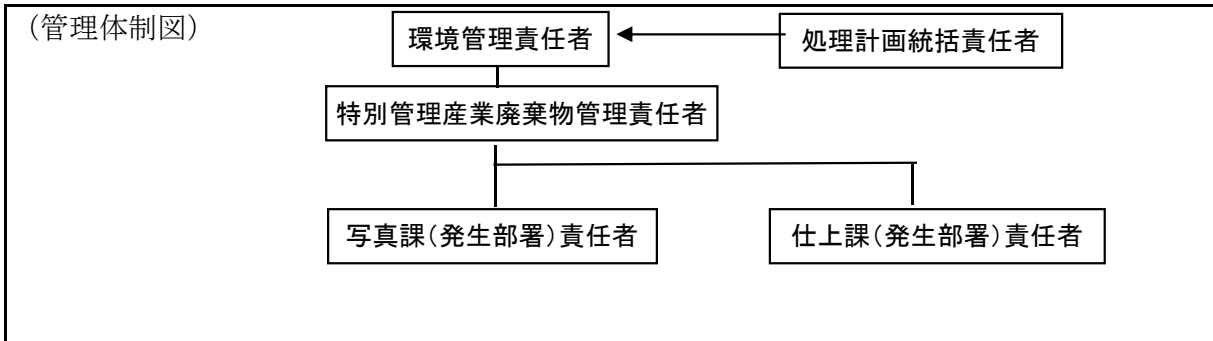 (管理体制図)
環境管理責任者
処理計画統括責任者
特別管理産業廃棄物管理責任者
写真課(発生部署)責任者
仕上課(発生部署)責任者